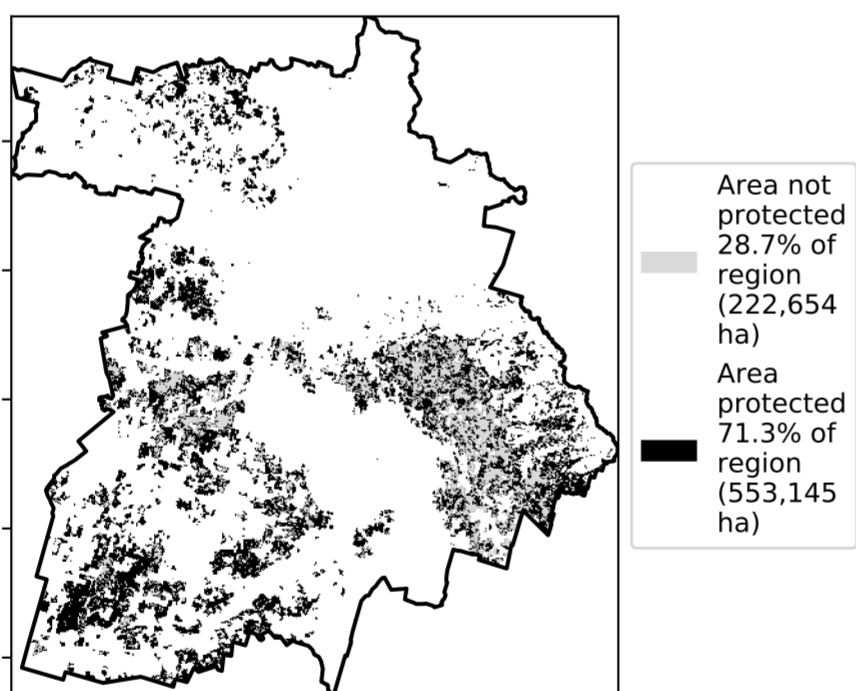 Area not
protected
28.7% of
region
(222,654
ha)
Area
protected
71.3% of
region
(553,145
ha)